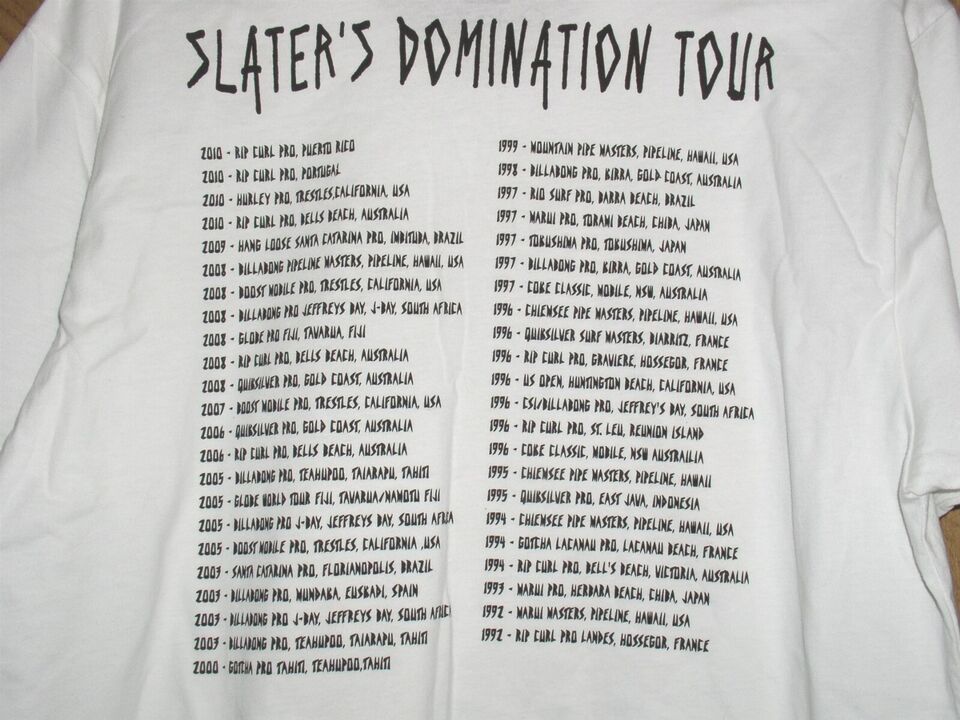 SLATER'S DOMINATION TOUR
2010 - RIP CURL PRO, PUERTO RICO
2010 - RIP CURL PRO, PORTUGAL
2010 - HURLEY PRO, TRESTLES,CALIFORNIA, USA
2010 - RIP CURL PRO, BELLS BEACH, AUSTRALIA
2009 - HANG LOOSE SANTA CATARINA PRO, IMBITUBA, BRAZIL
2008 - BILLABONG PIPELINE MASTERS, PIPELINE, HAWAII, USA
2008 - BOOST MOBILE PRO, TRESTLES, CALIFORNIA, USA
2008 - BILLABONG PRO JEFFREYS BAY, J-BAY, SOUTH AFRICA
2008 - GLOBE PRO FIJI, TAVARUA, FIJI
2008 - RIP CURL PRO, BELLS BEACH, AUSTRALIA
2008 - QUIKSILVER PRO, GOLD COAST, AUSTRALIA
2007 - BOOST MOBILE PRO, TRESTLES, CALIFORNIA, USA
2006 - QUIKSILVER PRO, GOLD COAST, AUSTRALIA
2006 - RIP CURL PRO, BELLS BEACH, AUSTRALIA
2005 - BILLABONG PRO, TEAHUPOO, TAIARAPU, TAHITI
2005 - GLOBE WORLD TOUR FIJI, TAVARUA/NAMOTU FIJI
2005 - BILLABONG PRO J-BAY, JEFFREYS BAY, SOUTH AFRICA
2005 - BOOST MOBILE PRO, TRESTLES, CALIFORNIA ,USA
2003 - SANTA CATARINA PRO, FLORIANOPOLIS, BRAZIL
2003 - BILLABONG PRO, MUNDAKA, EUSKADI, SPAIN
2003 - BILLABONG PRO J-BAY, JEFFREYS BAY, SOUTH AFRIC
2003 - BILLABONG PRO, TEAHUPOO, TAIARAPU, TAHITI
2000 - GOTCHA PRO TAHITI, TEAHUPOO,TAHITI
1999 - MOUNTAIN PIPE MASTERS, PIPELINE, HAWAII, USA
1998 - BILLABONG PRO, KIRRA, GOLD COAST, AUSTRALIA
1997 - RIO SURF PRO, BARRA BEACH, BRAZIL
1997 - MARUI PRO, TORAMI BEACH, CHIBA, JAPAN
1997 - TOKUSHIMA PRO, TOKUSHIMA, JAPAN
1997 - BILLABONG PRO, KIRRA, GOLD COAST, AUSTRALIA
1997 - COKE CLASSIC, MOBILE, NSW, AUSTRALIA
1996 - CHIEMSEE PIPE MASTERS, PIPELINE, HAWAII, USA
1996 - QUIKSILVER SURF MASTERS, BIARRITZ, FRANCE
1996 - RIP CURL PRO, GRAVIERE, HOSSEGOR, FRANCE
1996 - US OPEN, HUNTINGTON BEACH, CALIFORNIA, USA
1996 - CSI/BILLABONG PRO, JEFFREY'S BAY, SOUTH AFRICA
1996 - RIP CURL PRO, ST. LEU, REUNION ISLAND
1996 - COKE CLASSIC, MOBILE, NSW AUSTRAILIA
1995 - CHIEMSEE PIPE MASTERS, PIPELINE, HAWAII
1995 - QUIKSILVER PRO, EAST JAVA, INDONESIA
1994 - CHIEMSEE PIPE MASTERS, PIPELINE, HAWAII, USA
1994 - GOTCHA LACANAU PRO, LACANAU BEACH, FRANCE
1994 - RIP CURL PRO, BELL'S BEACH, VICTORIA, AUSTRALIA
1993 - MARUI PRO, HERBARA BEACH, CHIBA, JAPAN
1992 - MARUI MASTERS, PIPELINE, HAWAII, USA
1992 - RIP CURL PRO LANDES, HOSSEGOR, FRANCE